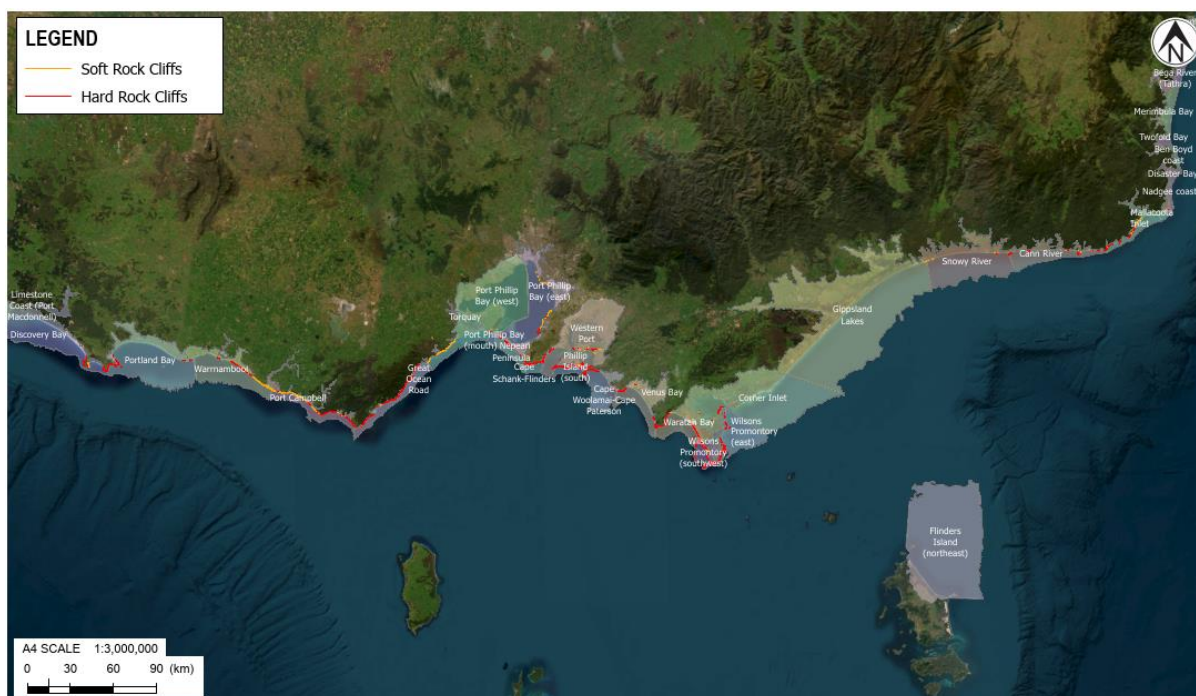 LEGEND
Soft Rock Cliffs
Hard Rock Cliffs
N
Bega River
(Tathra)
Merimbula Bay
Twofold Bay
Ben Boyd
coast
Disaster Bay
Nadgee coast
Mallacoota
Inlet
Cann River
Snowy River
Gippsland
Lakes
Limestone
Coast (Port
Macdonnell)
Discovery Bay
Portland Bay
Warrnambool
Port Campbell
Great
Ocean
Road
Torquay
Port Phillip
Bay (west)
Port Phillip
Bay (east)
Port Phillip Bay
(mouth)
Nepean
Peninsula
Cape
Schank-Flinders
Western
Port
Phillip
Island
(south)
Cape
Woolamai-Cape
Paterson
Venus Bay
Waratah Bay
Corner Inlet
Wilsons
Promontory
(east)
Wilsons
Promontory
(southwest)
Flinders
Island
(northeast)
A4 SCALE 1:3,000,000
0 30 60 90 (km)